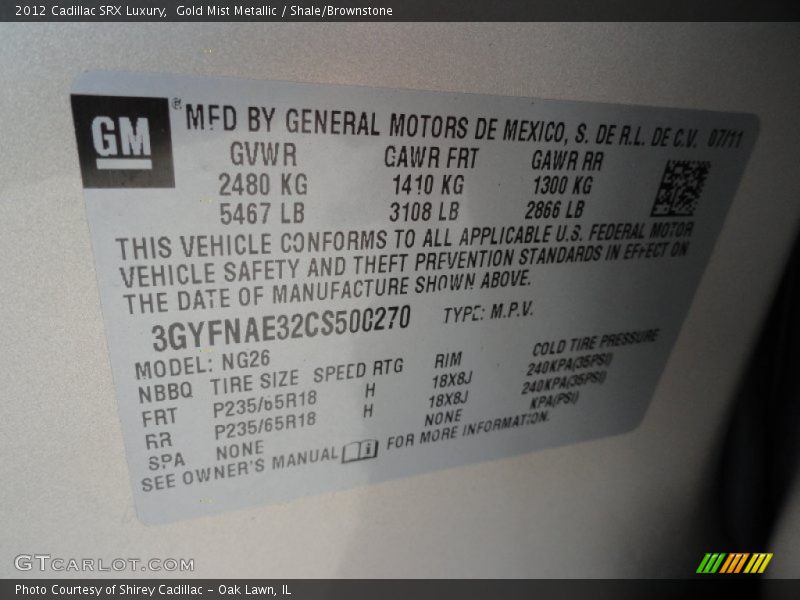 2012 Cadillac SRX Luxury,  Gold Mist Metallic / Shale/Brownstone
GM ® MFD BY GENERAL MOTORS DE MEXICO, S. DE R.L. DE C.V. 07/11
GVWR GAWR FRT GAWR RR
2480 KG 1410 KG 1300 KG
5467 LB 3108 LB 2866 LB
THIS VEHICLE CONFORMS TO ALL APPLICABLE U.S. FEDERAL MOTOR
VEHICLE SAFETY AND THEFT PREVENTION STANDARDS IN EFFECT ON
THE DATE OF MANUFACTURE SHOWN ABOVE.
3GYFNAE32CS500270 TYPE: M.P.V.
MODEL: NG26
NBBQ TIRE SIZE SPEED RTG RIM COLD TIRE PRESSURE
FRT P235/65R18 H 18X8J 240KPA(35PSI)
RR P235/65R18 H 18X8J 240KPA(35PSI)
SPA NONE NONE KPA(PSI)
SEE OWNER'S MANUAL FOR MORE INFORMATION.
GTCARLOT.COM
Photo Courtesy of Shirey Cadillac - Oak Lawn, IL